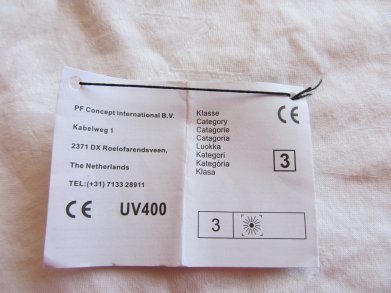 PF Concept International B.V.
Kabelweg 1
2371 DX Roelofarendsveen,
The Netherlands
TEL:(+31) 7133 28911
CE UV400
Klasse
Category
Catagorie
Catagoria
Luokka
Kategori
Kategória
Klasa
CE
3
3